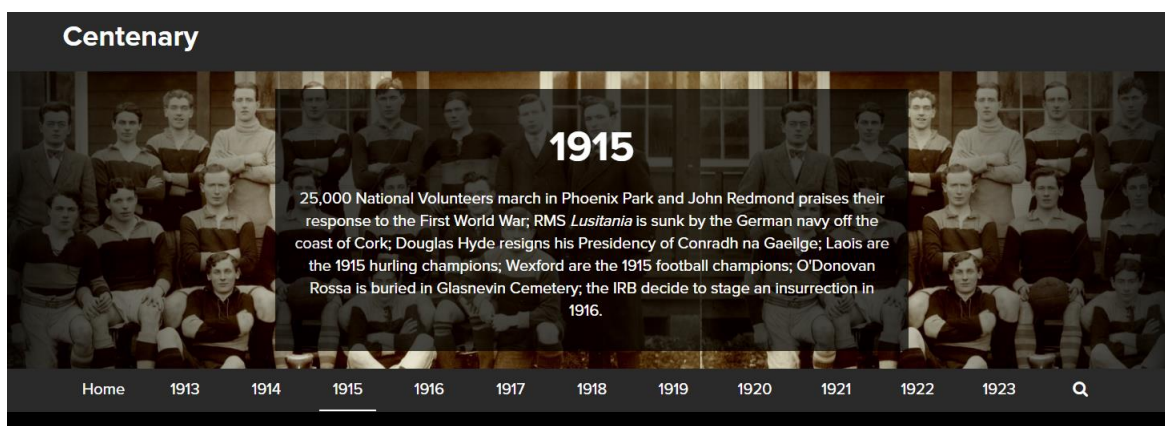 Centenary
1915
25,000 National Volunteers march in Phoenix Park and John Redmond praises their
response to the First World War; RMS Lusitania is sunk by the German navy off the
coast of Cork; Douglas Hyde resigns his Presidency of Conradh na Gaeilge; Laois are
the 1915 hurling champions; Wexford are the 1915 football champions; O'Donovan
Rossa is buried in Glasnevin Cemetery; the IRB decide to stage an insurrection in
1916.
Home 1913 1914 1915 1916 1917 1918 1919 1920 1921 1922 1923